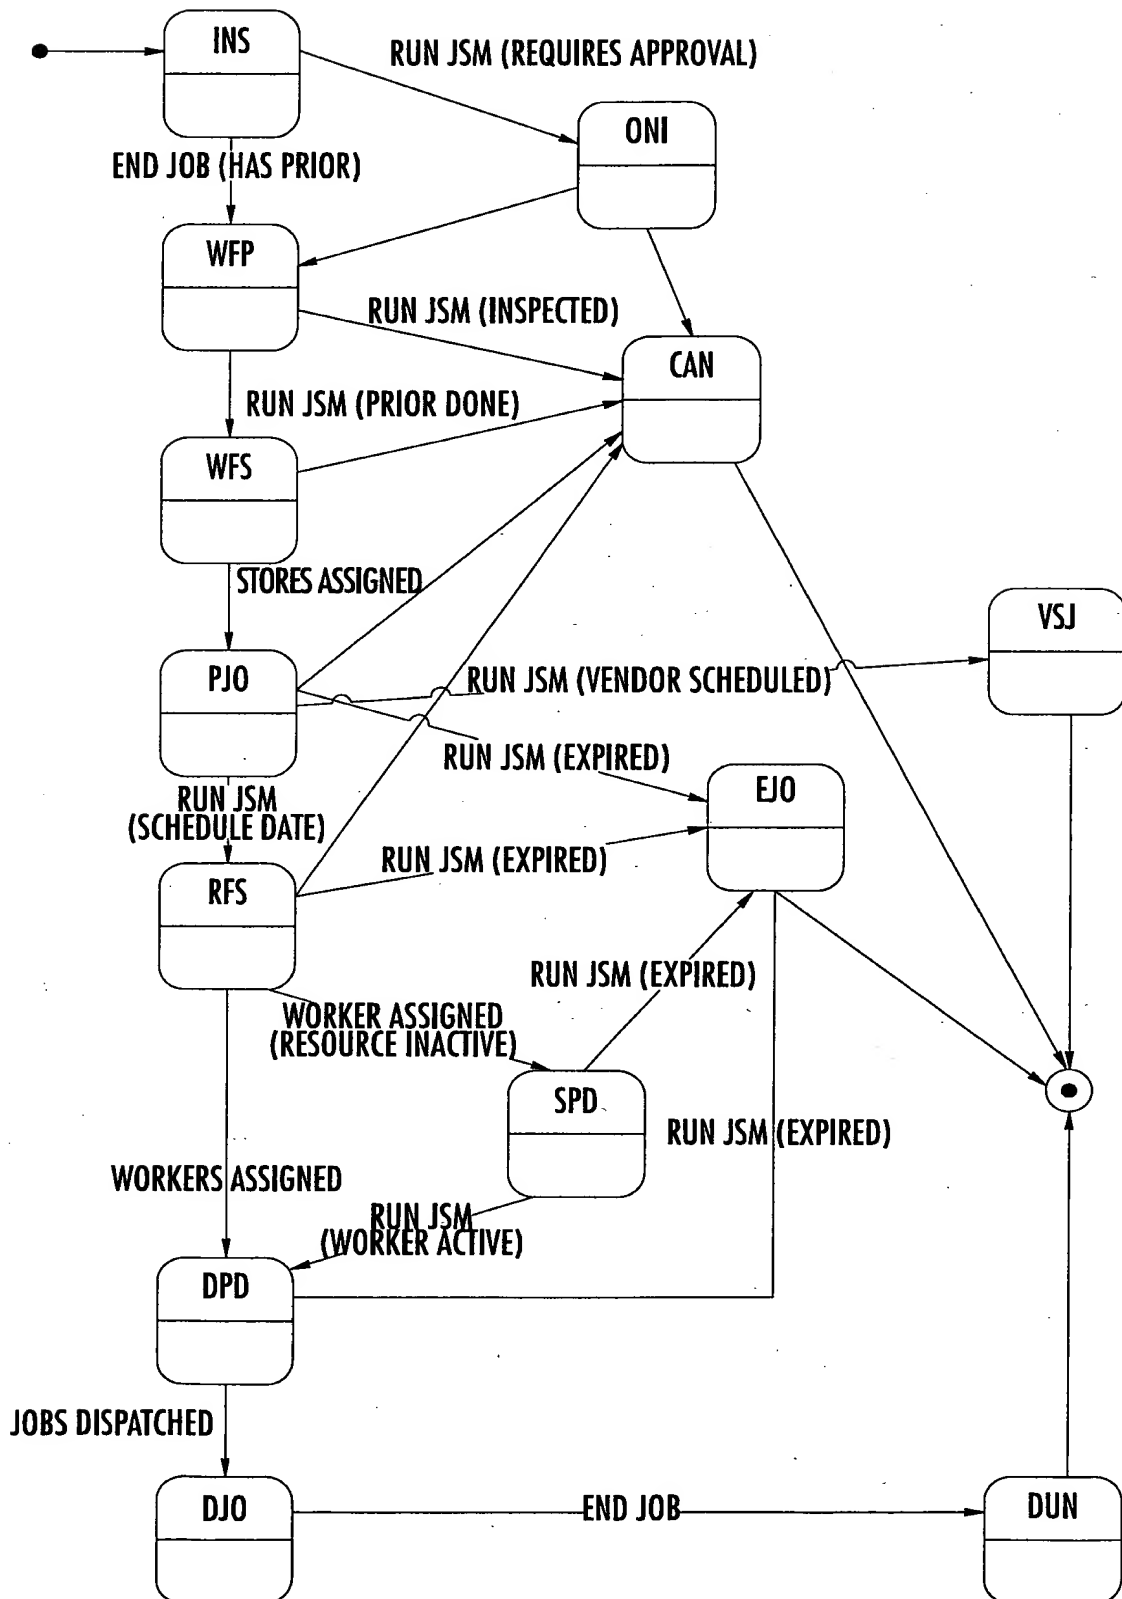 INS
RUN JSM (REQUIRES APPROVAL)
ONI
END JOB (HAS PRIOR)
WFP
RUN JSM (INSPECTED)
CAN
RUN JSM (PRIOR DONE)
WFS
STORES ASSIGNED
VSJ
PJO
RUN JSM (VENDOR SCHEDULED)
RUN JSM (EXPIRED)
EJO
RUN JSM
(SCHEDULE DATE)
RUN JSM (EXPIRED)
RFS
RUN JSM (EXPIRED)
WORKER ASSIGNED
(RESOURCE INACTIVE)
SPD
RUN JSM (EXPIRED)
WORKERS ASSIGNED
RUN JSM
(WORKER ACTIVE)
DPD
JOBS DISPATCHED
DJO
END JOB
DUN